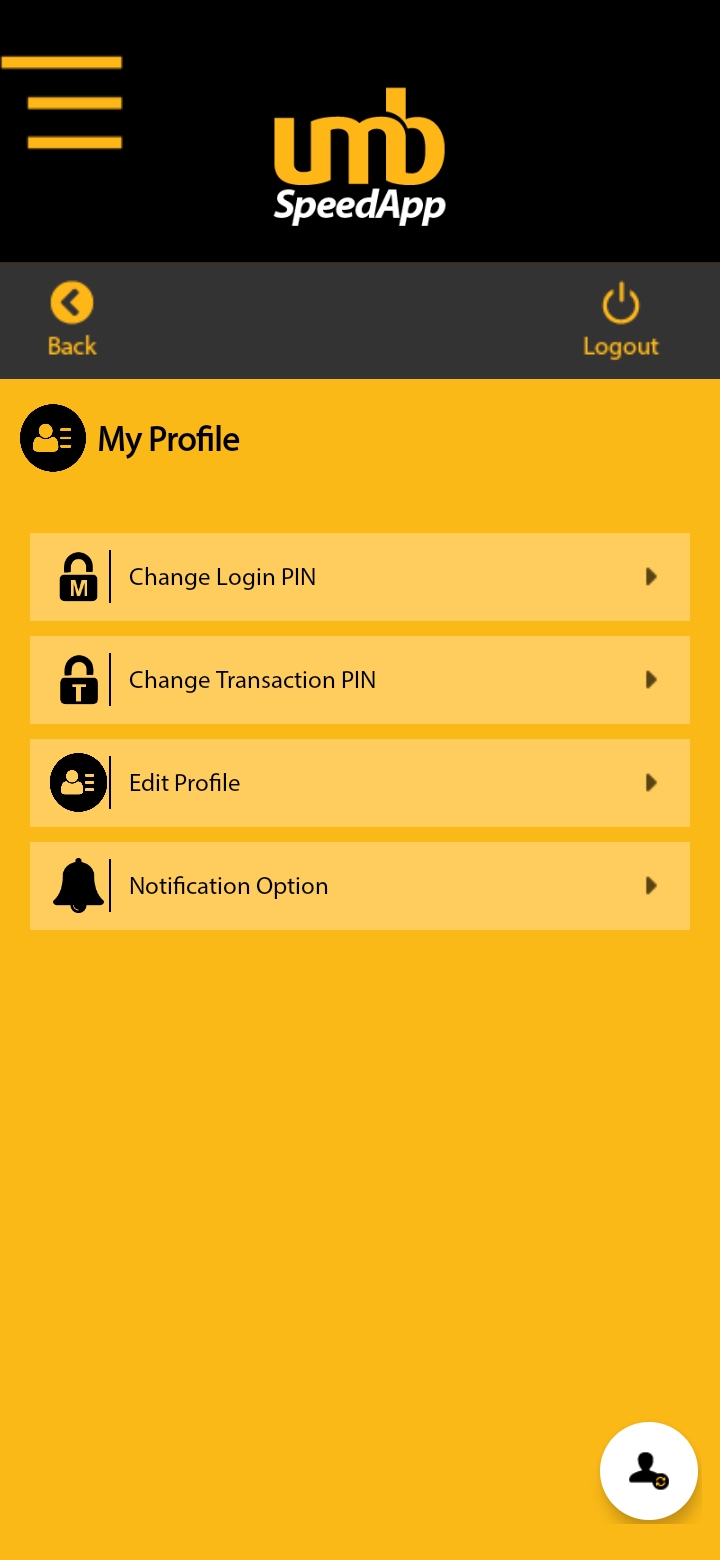 umb
SpeedApp
Back
Logout
My Profile
M
Change Login PIN
T
Change Transaction PIN
Edit Profile
Notification Option